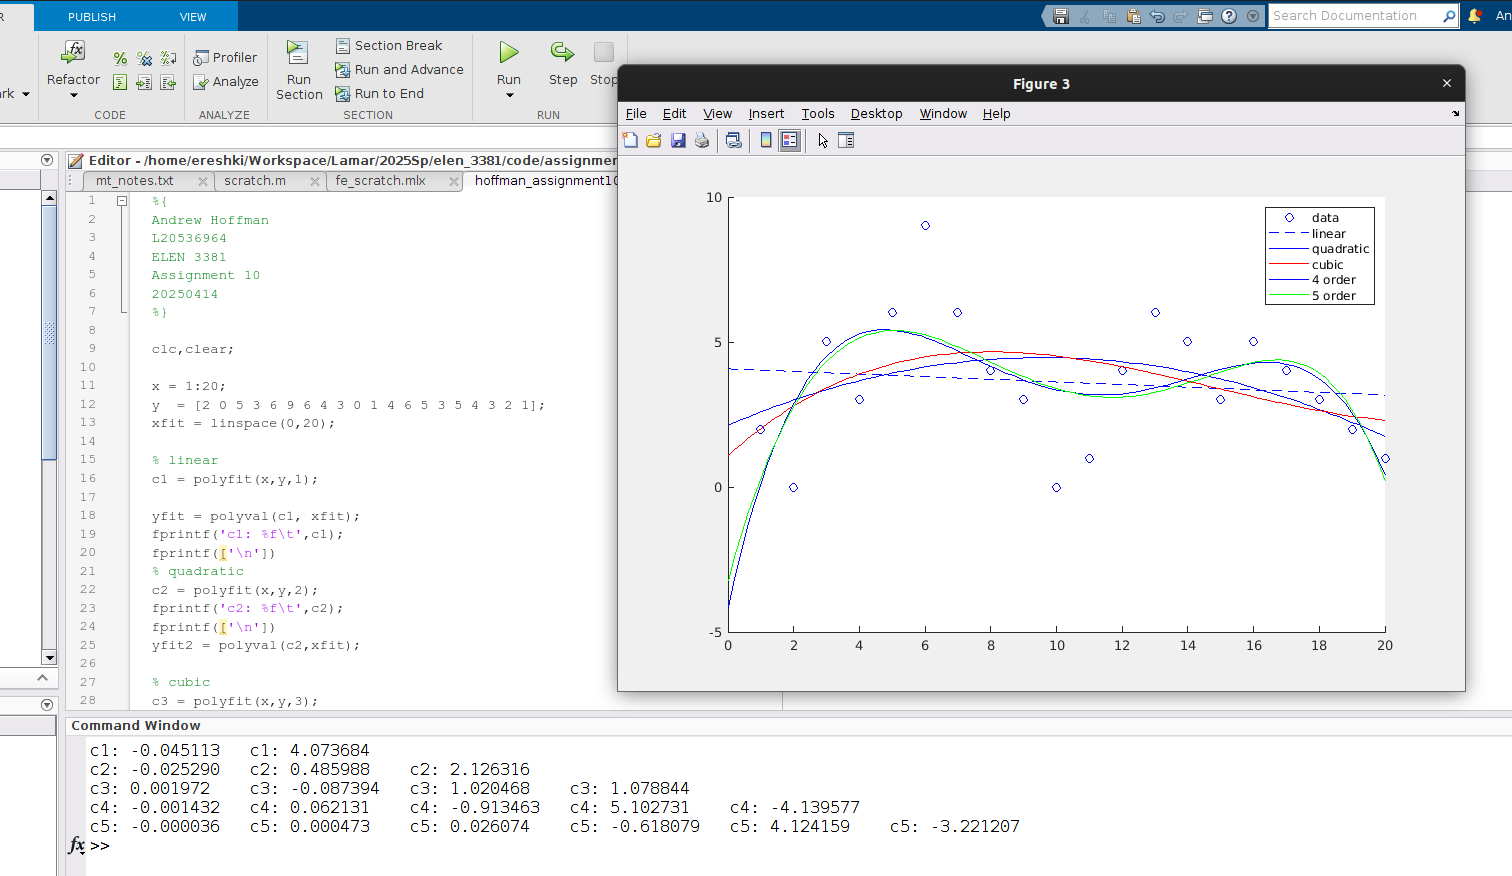 R PUBLISH VIEW
Search Documentation An
Refactor
rk
CODE
Profiler
Analyze
ANALYZE
Run
Section
Section Break
Run and Advance
Run to End
SECTION
Run Step Stop
RUN
Editor - /home/ereshki/Workspace/Lamar/2025Sp/elen_3381/code/assignmen
mt_notes.txt scratch.m fe_scratch.mlx hoffman_assignment10
1 %{
2 Andrew Hoffman
3 L20536964
4 ELEN 3381
5 Assignment 10
6 20250414
7 %}
8
9 clc,clear;
10
11 x = 1:20;
12 y  = [2 0 5 3 6 9 6 4 3 0 1 4 6 5 3 5 4 3 2 1];
13 xfit = linspace(0,20);
14
15 % linear
16 c1 = polyfit(x,y,1);
17
18 yfit = polyval(c1, xfit);
19 fprintf('c1: %f\t',c1);
20 fprintf(['\n'])
21 % quadratic
22 c2 = polyfit(x,y,2);
23 fprintf('c2: %f\t',c2);
24 fprintf(['\n'])
25 yfit2 = polyval(c2,xfit);
26
27 % cubic
28 c3 = polyfit(x,y,3);
Figure 3
File Edit View Insert Tools Desktop Window Help
10
5
0
-5
0 2 4 6 8 10 12 14 16 18 20
data
linear
quadratic
cubic
4 order
5 order
Command Window
c1: -0.045113 c1: 4.073684
c2: -0.025290 c2: 0.485988 c2: 2.126316
c3: 0.001972 c3: -0.087394 c3: 1.020468 c3: 1.078844
c4: -0.001432 c4: 0.062131 c4: -0.913463 c4: 5.102731 c4: -4.139577
c5: -0.000036 c5: 0.000473 c5: 0.026074 c5: -0.618079 c5: 4.124159 c5: -3.221207
fx >>